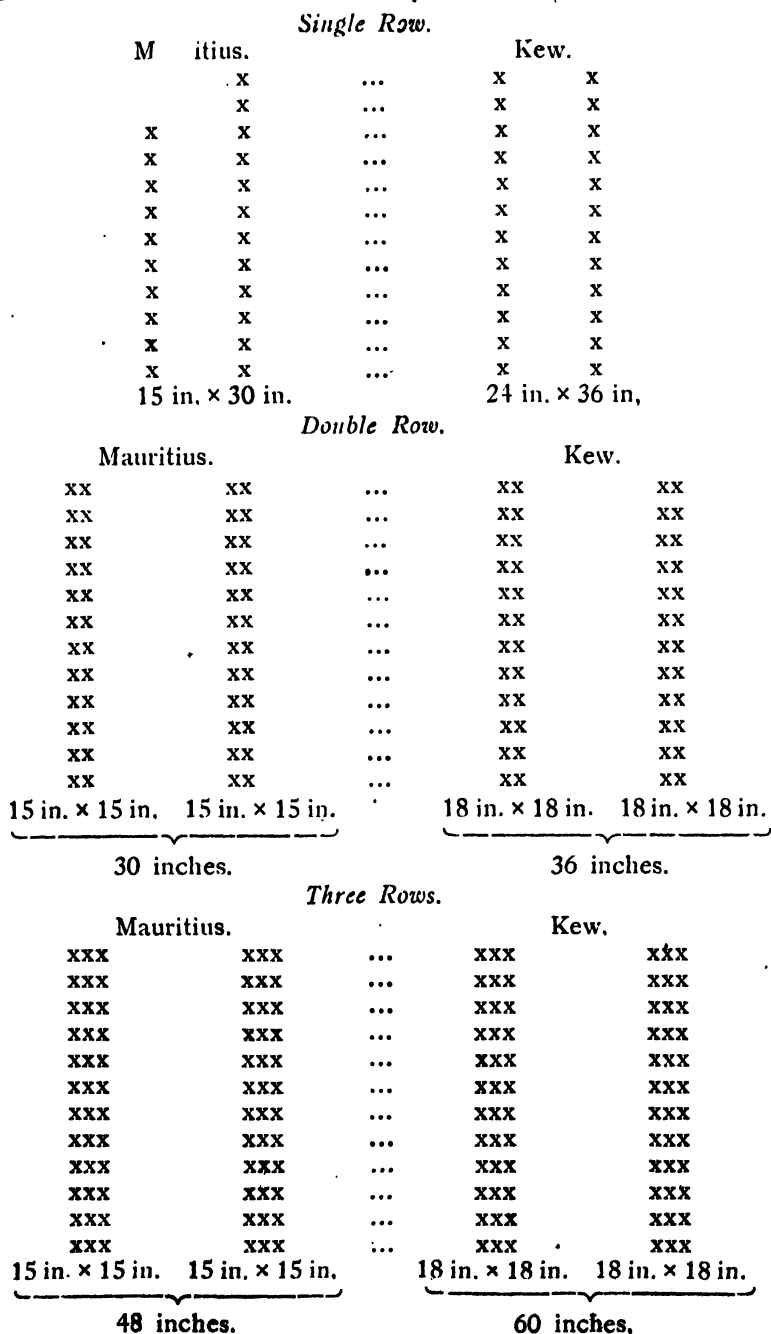 Single Row.
M itius. Kew.
x ... x x
x ... x x
x x ... x x
x x ... x x
x x ... x x
x x ... x x
x x ... x x
x x ... x x
x x ... x x
x x ... x x
x x ... x x
x x ... x x
15 in. × 30 in. 24 in. × 36 in,
Double Row.
Mauritius. Kew.
xx xx ... xx xx
xx xx ... xx xx
xx xx ... xx xx
xx xx ... xx xx
xx xx ... xx xx
xx xx ... xx xx
xx xx ... xx xx
xx xx ... xx xx
xx xx ... xx xx
xx xx ... xx xx
xx xx ... xx xx
xx xx ... xx xx
15 in. × 15 in. 15 in. × 15 in. 18 in. × 18 in. 18 in. × 18 in.
30 inches. 36 inches.
Three Rows.
Mauritius. Kew.
xxx xxx ... xxx xxx
xxx xxx ... xxx xxx
xxx xxx ... xxx xxx
xxx xxx ... xxx xxx
xxx xxx ... xxx xxx
xxx xxx ... xxx xxx
xxx xxx ... xxx xxx
xxx xxx ... xxx xxx
xxx xxx ... xxx xxx
xxx xxx ... xxx xxx
xxx xxx ... xxx xxx
xxx xxx ... xxx xxx
15 in. × 15 in. 15 in. × 15 in. 18 in. × 18 in. 18 in. × 18 in.
48 inches. 60 inches,